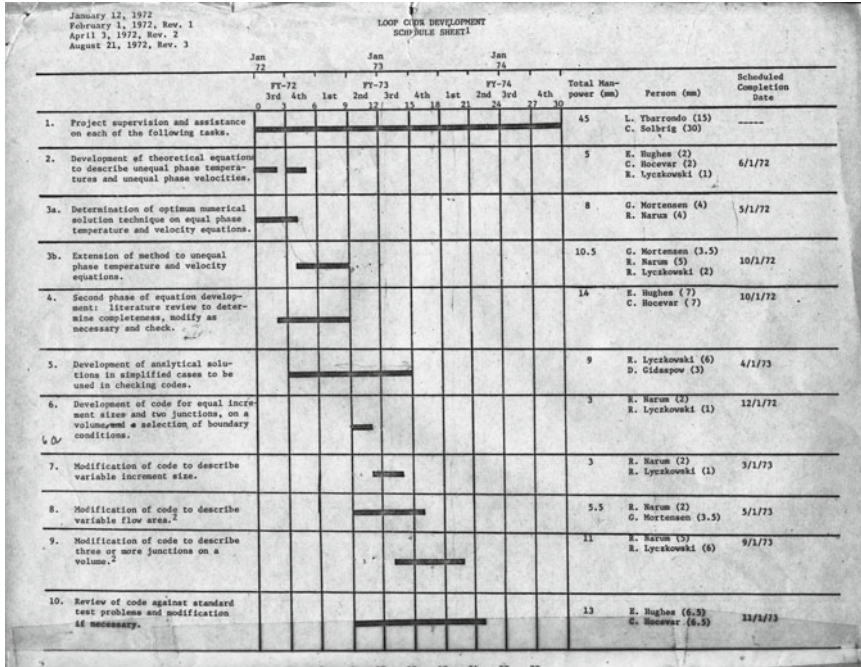 January 12, 1972
February 1, 1972, Rev. 1
April 3, 1972, Rev. 2
August 21, 1972, Rev. 3
LOOP CODE DEVELOPMENT
SCHEDULE SHEET1
Jan Jan Jan
72 73 74
FY-72 FY-73 FY-74
3rd 4th 1st 2nd 3rd 4th 1st 2nd 3rd 4th
0 3 6 9 12 15 18 21 24 27 30
Total Man-
power (mm)
Person (mm)
Scheduled
Completion
Date
1. Project supervision and assistance
on each of the following tasks.
45
L. Ybarrondo (15)
C. Solbrig (30)
2. Development of theoretical equations
to describe unequal phase tempera-
tures and unequal phase velocities.
5
E. Hughes (2)
C. Hocevar (2)
R. Lyczkowski (1)
6/1/72
3a. Determination of optimum numerical
solution technique on equal phase
temperature and velocity equations.
8
G. Mortensen (4)
R. Narum (4)
5/1/72
3b. Extension of method to unequal
phase temperature and velocity
equations.
10.5
G. Mortensen (3.5)
R. Narum (5)
R. Lyczkowski (2)
10/1/72
4. Second phase of equation develop-
ment: literature review to deter-
mine completeness, modify as
necessary and check.
14
E. Hughes (7)
C. Hocevar (7)
10/1/72
5. Development of analytical solu-
tions in simplified cases to be
used in checking codes.
9
R. Lyczkowski (6)
D. Gidaspow (3)
4/1/73
6. Development of code for equal incre-
ment sizes and two junctions, on a
volume, selection of boundary
conditions.
6a
3
R. Narum (2)
R. Lyczkowski (1)
12/1/72
7. Modification of code to describe
variable increment size.
3
R. Narum (2)
R. Lyczkowski (1)
3/1/73
8. Modification of code to describe
variable flow area.2
5.5
R. Narum (2)
G. Mortensen (3.5)
5/1/73
9. Modification of code to describe
three or more junctions on a
volume.2
11
R. Narum (5)
R. Lyczkowski (6)
9/1/73
10. Review of code against standard
test problems and modification
if necessary.
13
E. Hughes (6.5)
C. Hocevar (6.5)
11/1/73